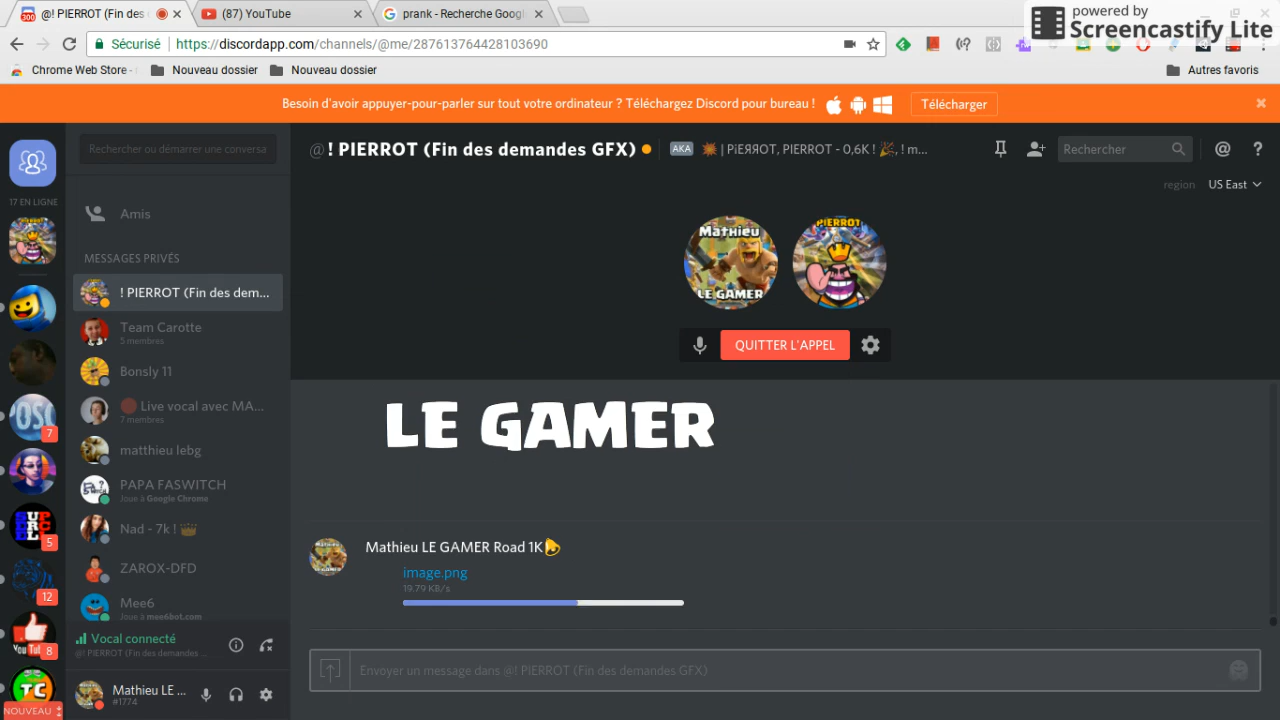 @! PIERROT (Fin des
(87) YouTube
prank - Recherche Goog
powered by
Screencastify Lite
Sécurisé
https://discordapp.com/channels/@me/287613764428103690
Chrome Web Store -
Nouveau dossier
Nouveau dossier
Autres favoris
Besoin d'avoir appuyer-pour-parler sur tout votre ordinateur ? Téléchargez Discord pour bureau !
Télécharger
Rechercher ou démarrer une conversa
@! PIERROT (Fin des demandes GFX)
AKA
| PiЄЯOT, PIERROT - 0,6K ! , ! m...
Rechercher
region
US East
17 EN LIGNE
Amis
MESSAGES PRIVÉS
! PIERROT (Fin des dem...
Team Carotte
5 membres
Bonsly 11
Live vocal avec MA...
7 membres
matthieu lebg
PAPA FASWITCH
Joue à Google Chrome
Nad - 7k !
ZAROX-DFD
Mee6
Joue à mee6bot.com
7
5
12
8
NOUVEAU
Vocal connecté
@! PIERROT (Fin des demandes ...
Mathieu LE ...
#1774
Mathieu
LE GAMER
PIERROT
QUITTER L'APPEL
LE GAMER
Mathieu LE GAMER Road 1K
image.png
19.79 KB/s
Envoyer un message dans @! PIERROT (Fin des demandes GFX)